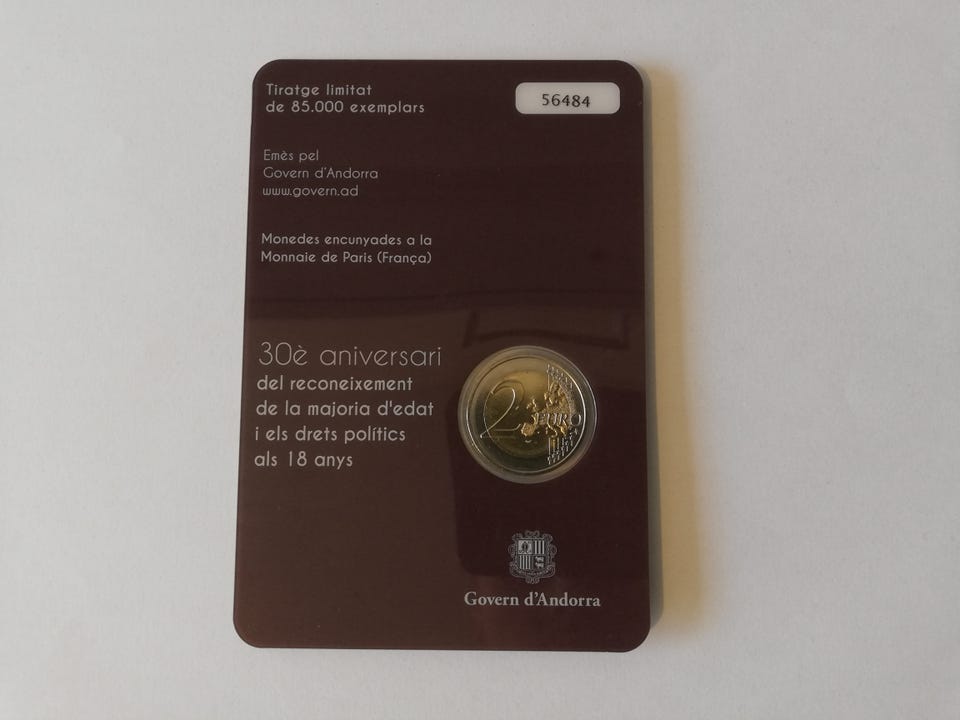 Tiratge limitat
de 85.000 exemplars
56484
Emès pel
Govern d'Andorra
www.govern.ad
Monedes encunyades a la
Monnaie de Paris (França)
30è aniversari
del reconeixement
de la majoria d'edat
i els drets polítics
als 18 anys
2 EURO
Govern d'Andorra